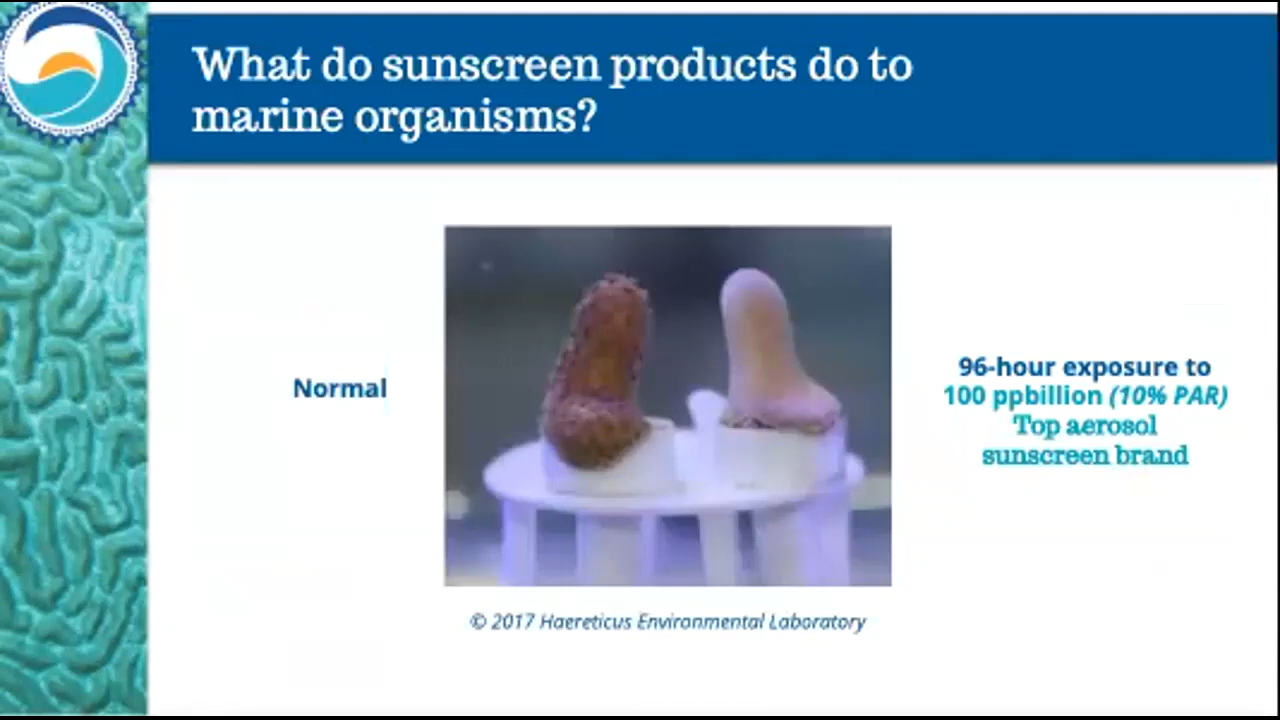 What do sunscreen products do to
marine organisms?
Normal
96-hour exposure to
100 ppbillion (10% PAR)
Top aerosol
sunscreen brand
© 2017 Haereticus Environmental Laboratory